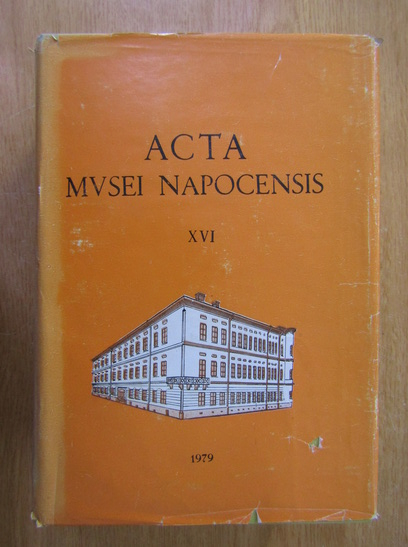 ACTA
MVSEI NAPOCENSIS
XVI
1979